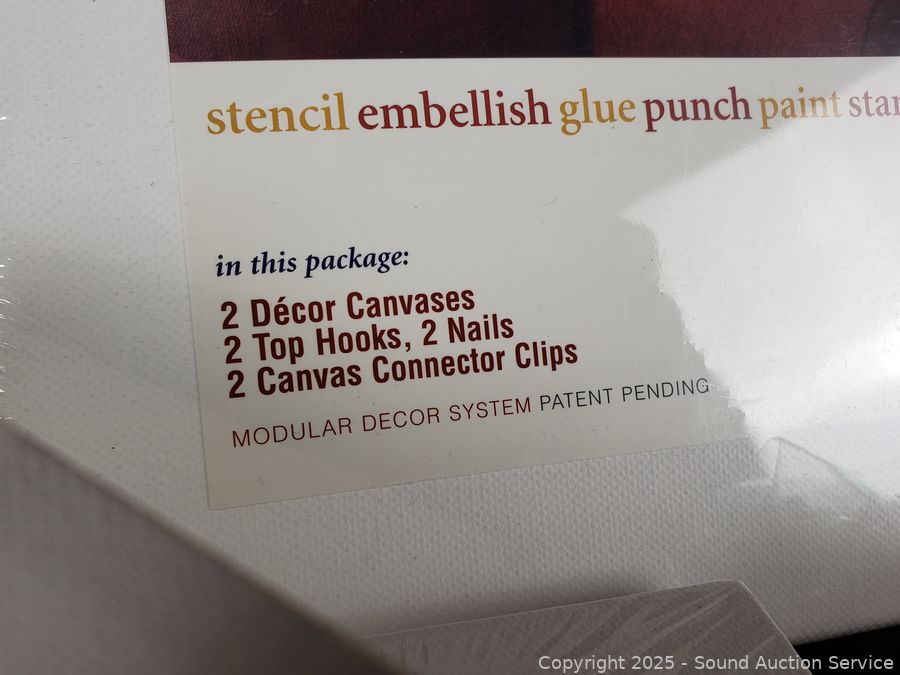 stencil embellish glue punch paint
in this package:
2 Décor Canvases
2 Top Hooks, 2 Nails
2 Canvas Connector Clips
MODULAR DECOR SYSTEM PATENT PENDING
Copyright 2025 - Sound Auction Service